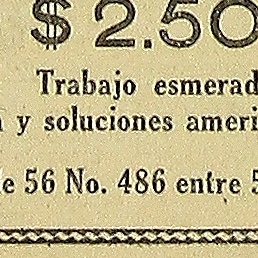 $ 2.50
Trabajo esmerad
y soluciones ameri
e 56 No. 486 entre 5